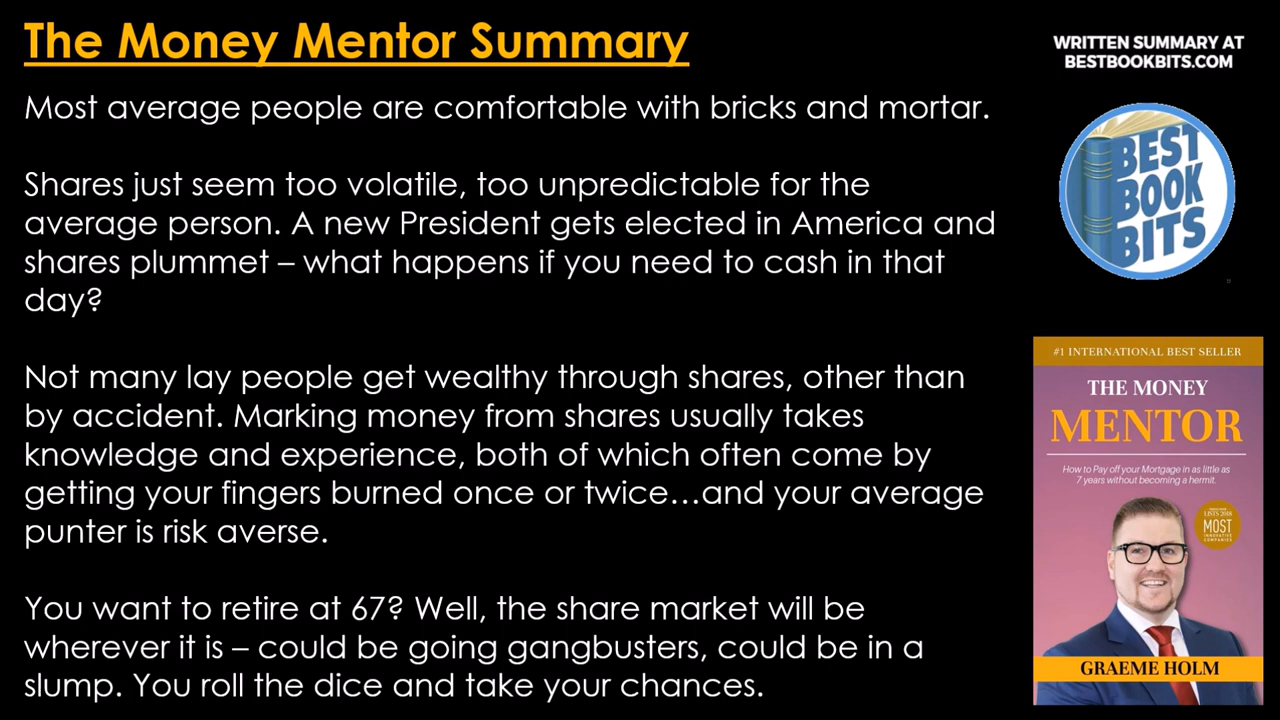 The Money Mentor Summary
Most average people are comfortable with bricks and mortar.
Shares just seem too volatile, too unpredictable for the
average person. A new President gets elected in America and
shares plummet – what happens if you need to cash in that
day?
Not many lay people get wealthy through shares, other than
by accident. Marking money from shares usually takes
knowledge and experience, both of which often come by
getting your fingers burned once or twice…and your average
punter is risk averse.
You want to retire at 67? Well, the share market will be
wherever it is – could be going gangbusters, could be in a
slump. You roll the dice and take your chances.
WRITTEN SUMMARY AT
BESTBOOKBITS.COM
BEST
BOOK
BITS
#1 INTERNATIONAL BEST SELLER
THE MONEY
MENTOR
How to Pay off your Mortgage in as little as
7 years without becoming a hermit.
LISTS 2018
MOST
INNOVATIVE
COMPANIES
GRAEME HOLM